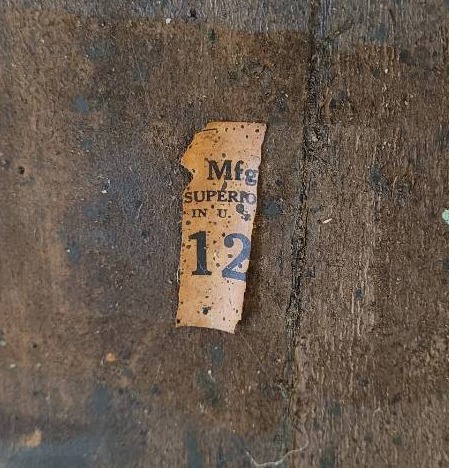 Mfg
SUPERIO
IN U. S
12